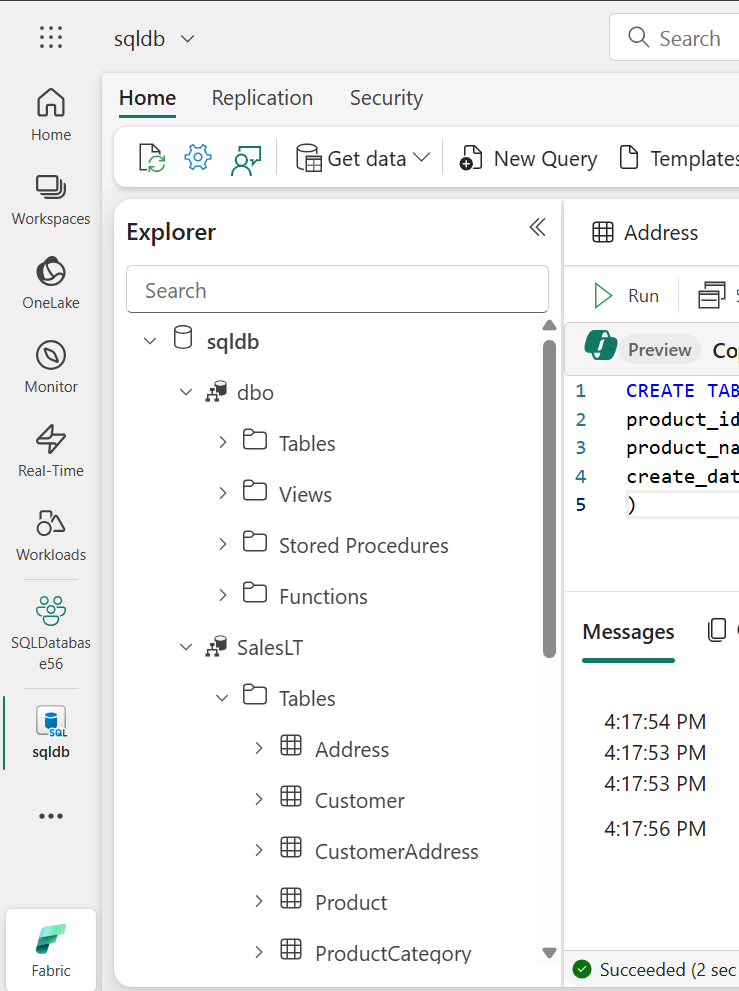 sqldb
Search
Home
Workspaces
OneLake
Monitor
Real-Time
Workloads
SQLDatabas
e56
SQL
sqldb
Fabric
Home Replication Security
Get data New Query Templates
Explorer
Search
sqldb
dbo
Tables
Views
Stored Procedures
Functions
SalesLT
Tables
Address
Customer
CustomerAddress
Product
ProductCategory
Address
Run
Preview Co
1 CREATE TAB
2 product_id
3 product_na
4 create_dat
5 )
Messages
4:17:54 PM
4:17:53 PM
4:17:53 PM
4:17:56 PM
Succeeded (2 sec